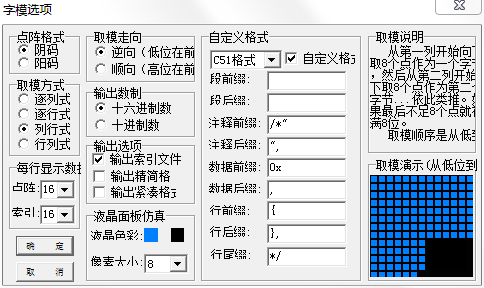 字模选项
点阵格式
阴码
阳码
取模方式
逐列式
逐行式
列行式
行列式
每行显示数据
点阵: 16
索引: 16
确 定
取 消
取模走向
逆向（低位在前
顺向（高位在前
输出数制
十六进制数
十进制数
输出选项
输出索引文件
输出精简格
输出紧凑格式
液晶面板仿真
液晶色彩:
像素大小: 8
自定义格式
C51格式 自定义格式
段前缀:
段后缀:
注释前缀: /*"
注释后缀: ",
数据前缀: 0x
数据后缀: ,
行前缀: {
行后缀: },
行尾缀: */
取模说明
从第一列开始向下
取8个点作为一个字节
，然后从第二列开始
下取8个点作为第二
字节...依此类推。如
果最后不足8个点就
满8位。
取模顺序是从低到
取模演示(从低位到